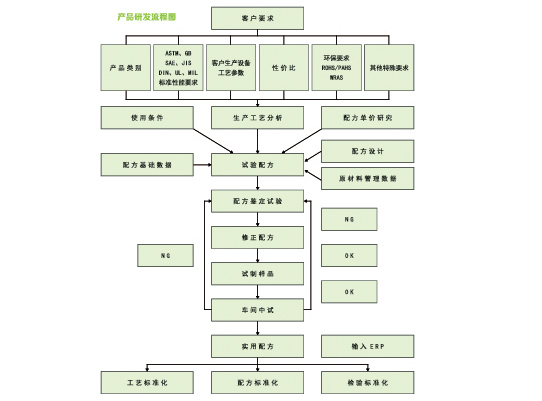 产品研发流程图
客户要求
产品类别
ASTM、GB
SAE、JIS
DIN、UL、MIL
标准性能要求
客户生产设备
工艺参数
性价比
环保要求
ROHS/PAHS
WRAS
其他特殊要求
使用条件
生产工艺分析
配方单价研究
配方设计
配方基础数据
试验配方
原材料管理数据
配方鉴定试验
NG
修正配方
NG
OK
试制样品
OK
车间中试
实用配方
输入ERP
工艺标准化
配方标准化
检验标准化